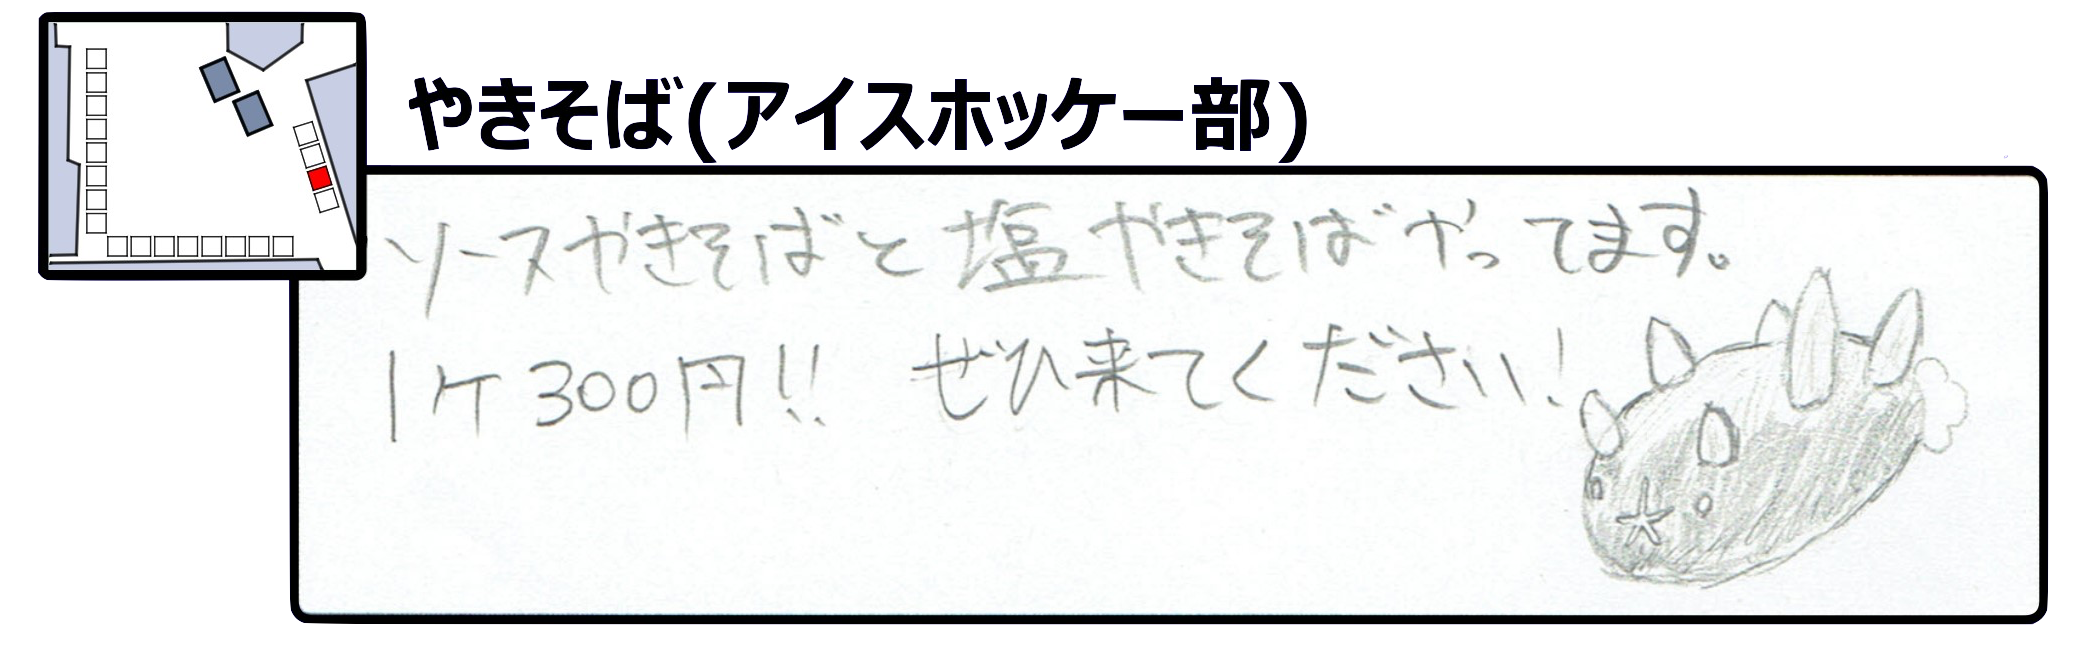 やきそば(アイスホッケー部)
ソースやきそばと塩やきそばやってます。
1ケ300円!! ぜひ来てください!